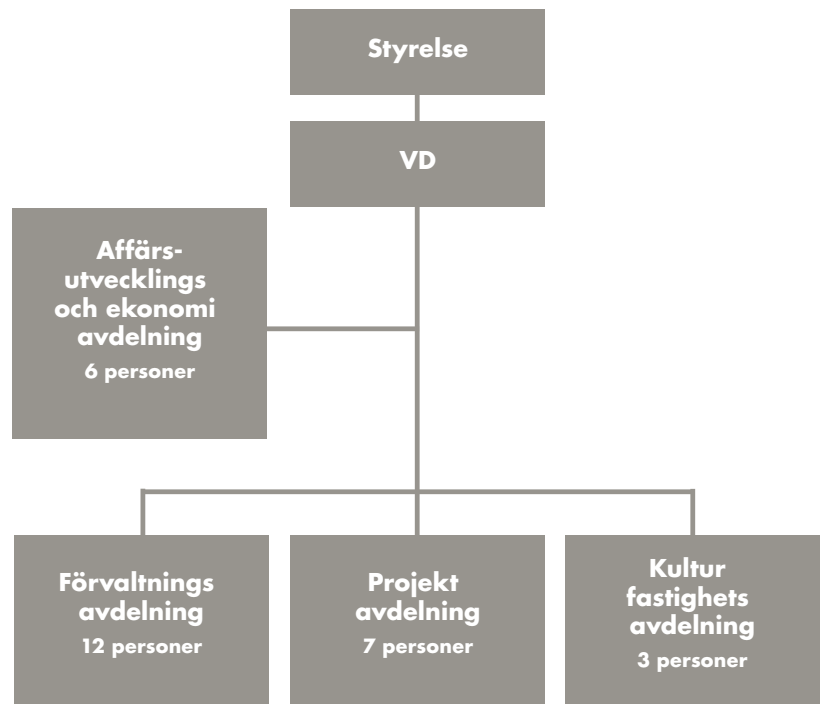 Styrelse
VD
Affärs-
utvecklings
och ekonomi
avdelning
6 personer
Förvaltnings
avdelning
12 personer
Projekt
avdelning
7 personer
Kultur
fastighets
avdelning
3 personer